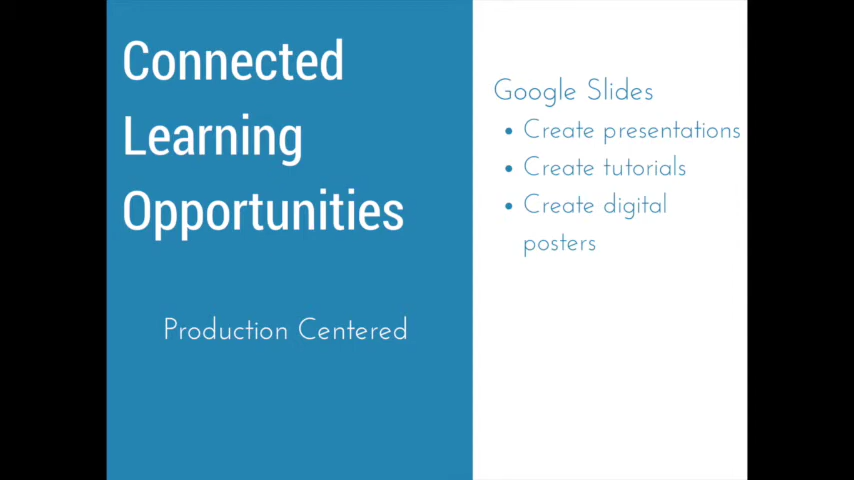 Connected
Learning
Opportunities
Production Centered
Google Slides
• Create presentations
• Create tutorials
• Create digital
posters